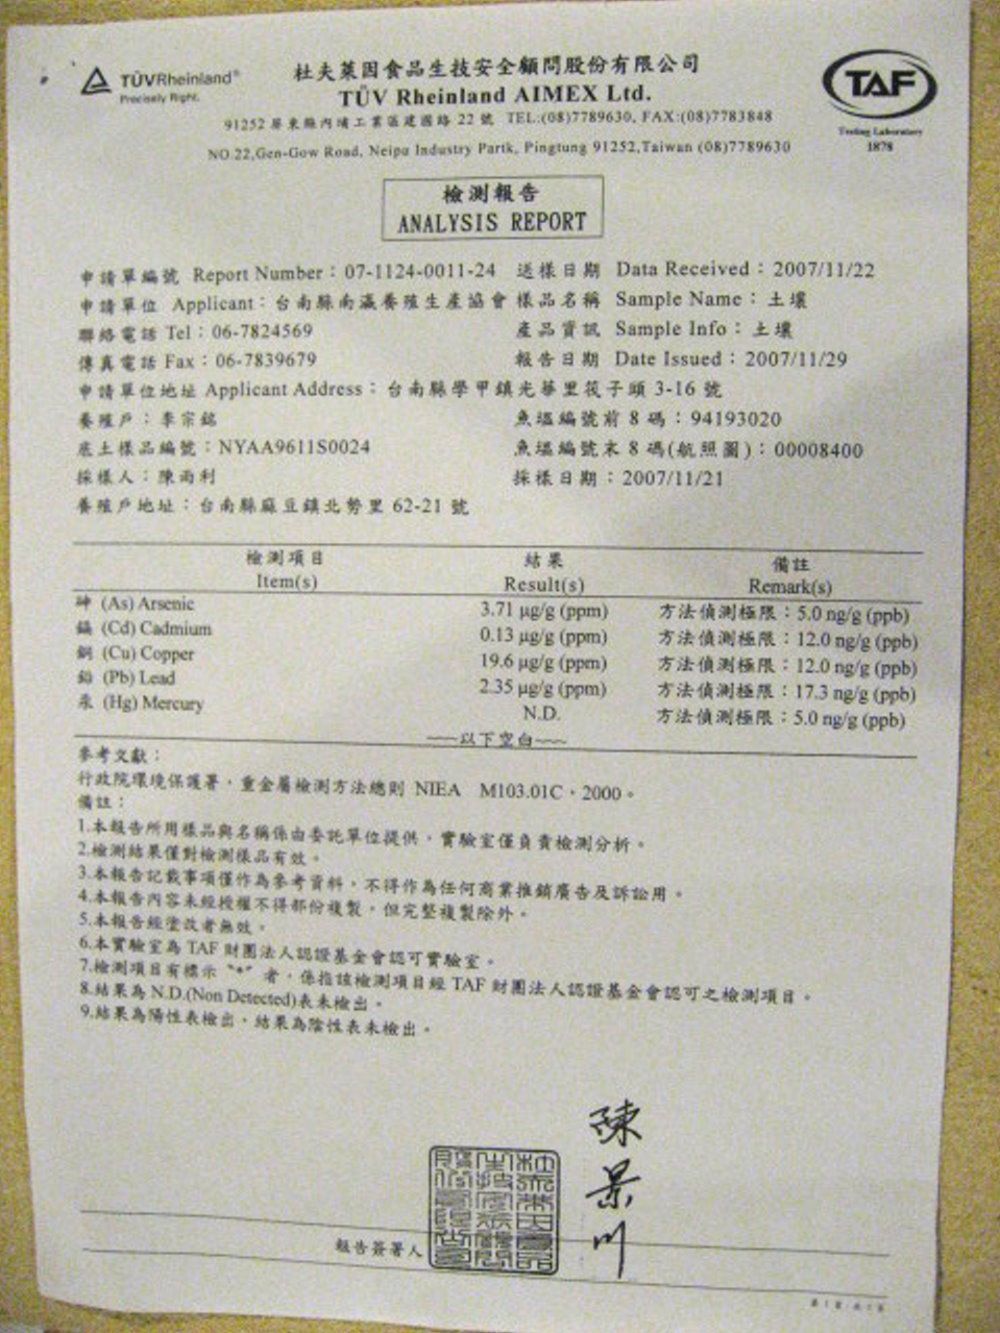 TÜVRheinland®
Precisely Right.
杜夫萊因食品生技安全顧問股份有限公司
TÜV Rheinland AIMEX Ltd.
91252 屏東縣內埔工業區建國路 22 號 TEL:(08)7789630, FAX:(08)7783848
NO.22,Gen-Gow Road, Neipu Industry Partk, Pingtung 91252,Taiwan (08)7789630
TAF
Testing Laboratory
1878
檢測報告
ANALYSIS REPORT
申請單編號 Report Number：07-1124-0011-24 送樣日期 Data Received：2007/11/22
申請單位 Applicant：台南縣南瀛養殖生產協會 樣品名稱 Sample Name：土壤
聯絡電話 Tel：06-7824569 產品資訊 Sample Info：土壤
傳真電話 Fax：06-7839679 報告日期 Date Issued：2007/11/29
申請單位地址 Applicant Address：台南縣學甲鎮光華里筏子頭 3-16 號
養殖戶：李宗銘 魚塭編號前 8 碼：94193020
底土樣品編號：NYAA9611S0024 魚塭編號末 8 碼(航照圖)：00008400
採樣人：陳雨利 採樣日期：2007/11/21
養殖戶地址：台南縣麻豆鎮北勢里 62-21 號
檢測項目 結果 備註
Item(s) Result(s) Remark(s)
砷 (As) Arsenic 3.71 μg/g (ppm) 方法偵測極限：5.0 ng/g (ppb)
鎘 (Cd) Cadmium 0.13 μg/g (ppm) 方法偵測極限：12.0 ng/g (ppb)
銅 (Cu) Copper 19.6 μg/g (ppm) 方法偵測極限：12.0 ng/g (ppb)
鉛 (Pb) Lead 2.35 μg/g (ppm) 方法偵測極限：17.3 ng/g (ppb)
汞 (Hg) Mercury N.D. 方法偵測極限：5.0 ng/g (ppb)
──以下空白──
參考文獻：
行政院環境保護署，重金屬檢測方法總則 NIEA M103.01C，2000。
備註：
1.本報告所用樣品與名稱係由委託單位提供，實驗室僅負責檢測分析。
2.檢測結果僅對檢測樣品有效。
3.本報告記載事項僅作為參考資料，不得作為任何商業推銷廣告及訴訟用。
4.本報告內容未經授權不得部份複製，但完整複製除外。
5.本報告經塗改者無效。
6.本實驗室為 TAF 財團法人認證基金會認可實驗室。
7.檢測項目有標示〝*〞者，係指該檢測項目經 TAF 財團法人認證基金會認可之檢測項目。
8.結果為 N.D.(Non Detected)表未檢出。
9.結果為陽性表檢出，結果為陰性表未檢出。
報告簽署人
杜夫萊因食品生技安全顧問股份有限公司
陳景川